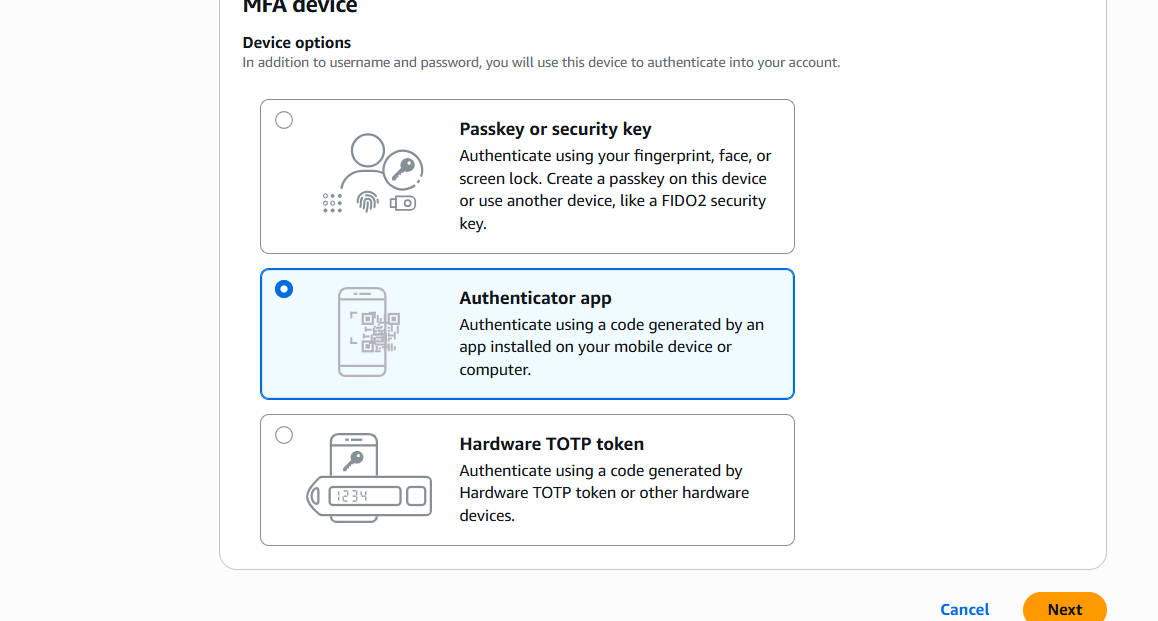 MFA device
Device options
In addition to username and password, you will use this device to authenticate into your account.
Passkey or security key
Authenticate using your fingerprint, face, or
screen lock. Create a passkey on this device
or use another device, like a FIDO2 security
key.
Authenticator app
Authenticate using a code generated by an
app installed on your mobile device or
computer.
Hardware TOTP token
1234
Authenticate using a code generated by
Hardware TOTP token or other hardware
devices.
Cancel
Next